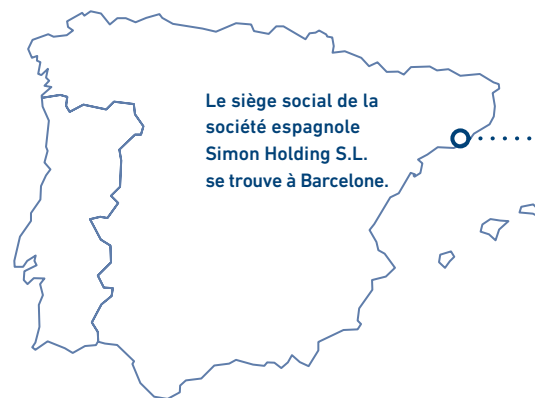 Le siège social de la
société espagnole
Simon Holding S.L.
se trouve à Barcelone.